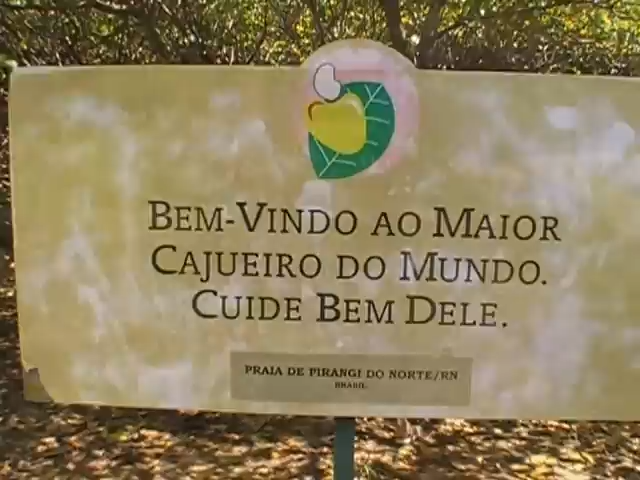 BEM-VINDO AO MAIOR
CAJUEIRO DO MUNDO.
CUIDE BEM DELE.
PRAIA DE PIRANGI DO NORTE/RN
BRASIL